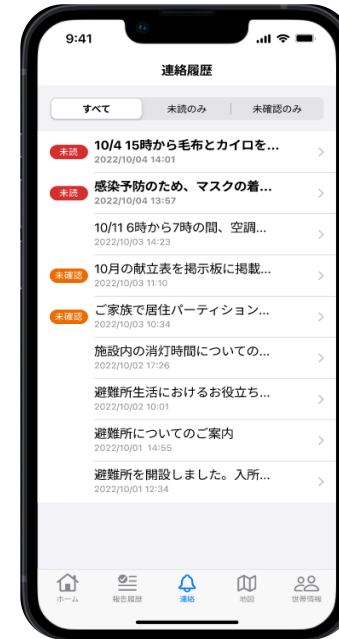 9:41
連絡履歴
すべて 未読のみ 未確認のみ
未読 10/4 15時から毛布とカイロを...
2022/10/04 14:01
未読 感染予防のため、マスクの着...
2022/10/04 13:57
10/11 6時から7時の間、空調...
2022/10/03 14:23
未確認 10月の献立表を掲示板に掲載...
2022/10/03 11:10
未確認 ご家族で居住パーティション...
2022/10/03 10:34
施設内の消灯時間についての...
2022/10/02 17:26
避難所生活におけるお役立ち...
2022/10/02 10:01
避難所についてのご案内
2022/10/01 14:55
避難所を開設しました。入所...
2022/10/01 12:34
ホーム 報告履歴 連絡 地図 世帯情報